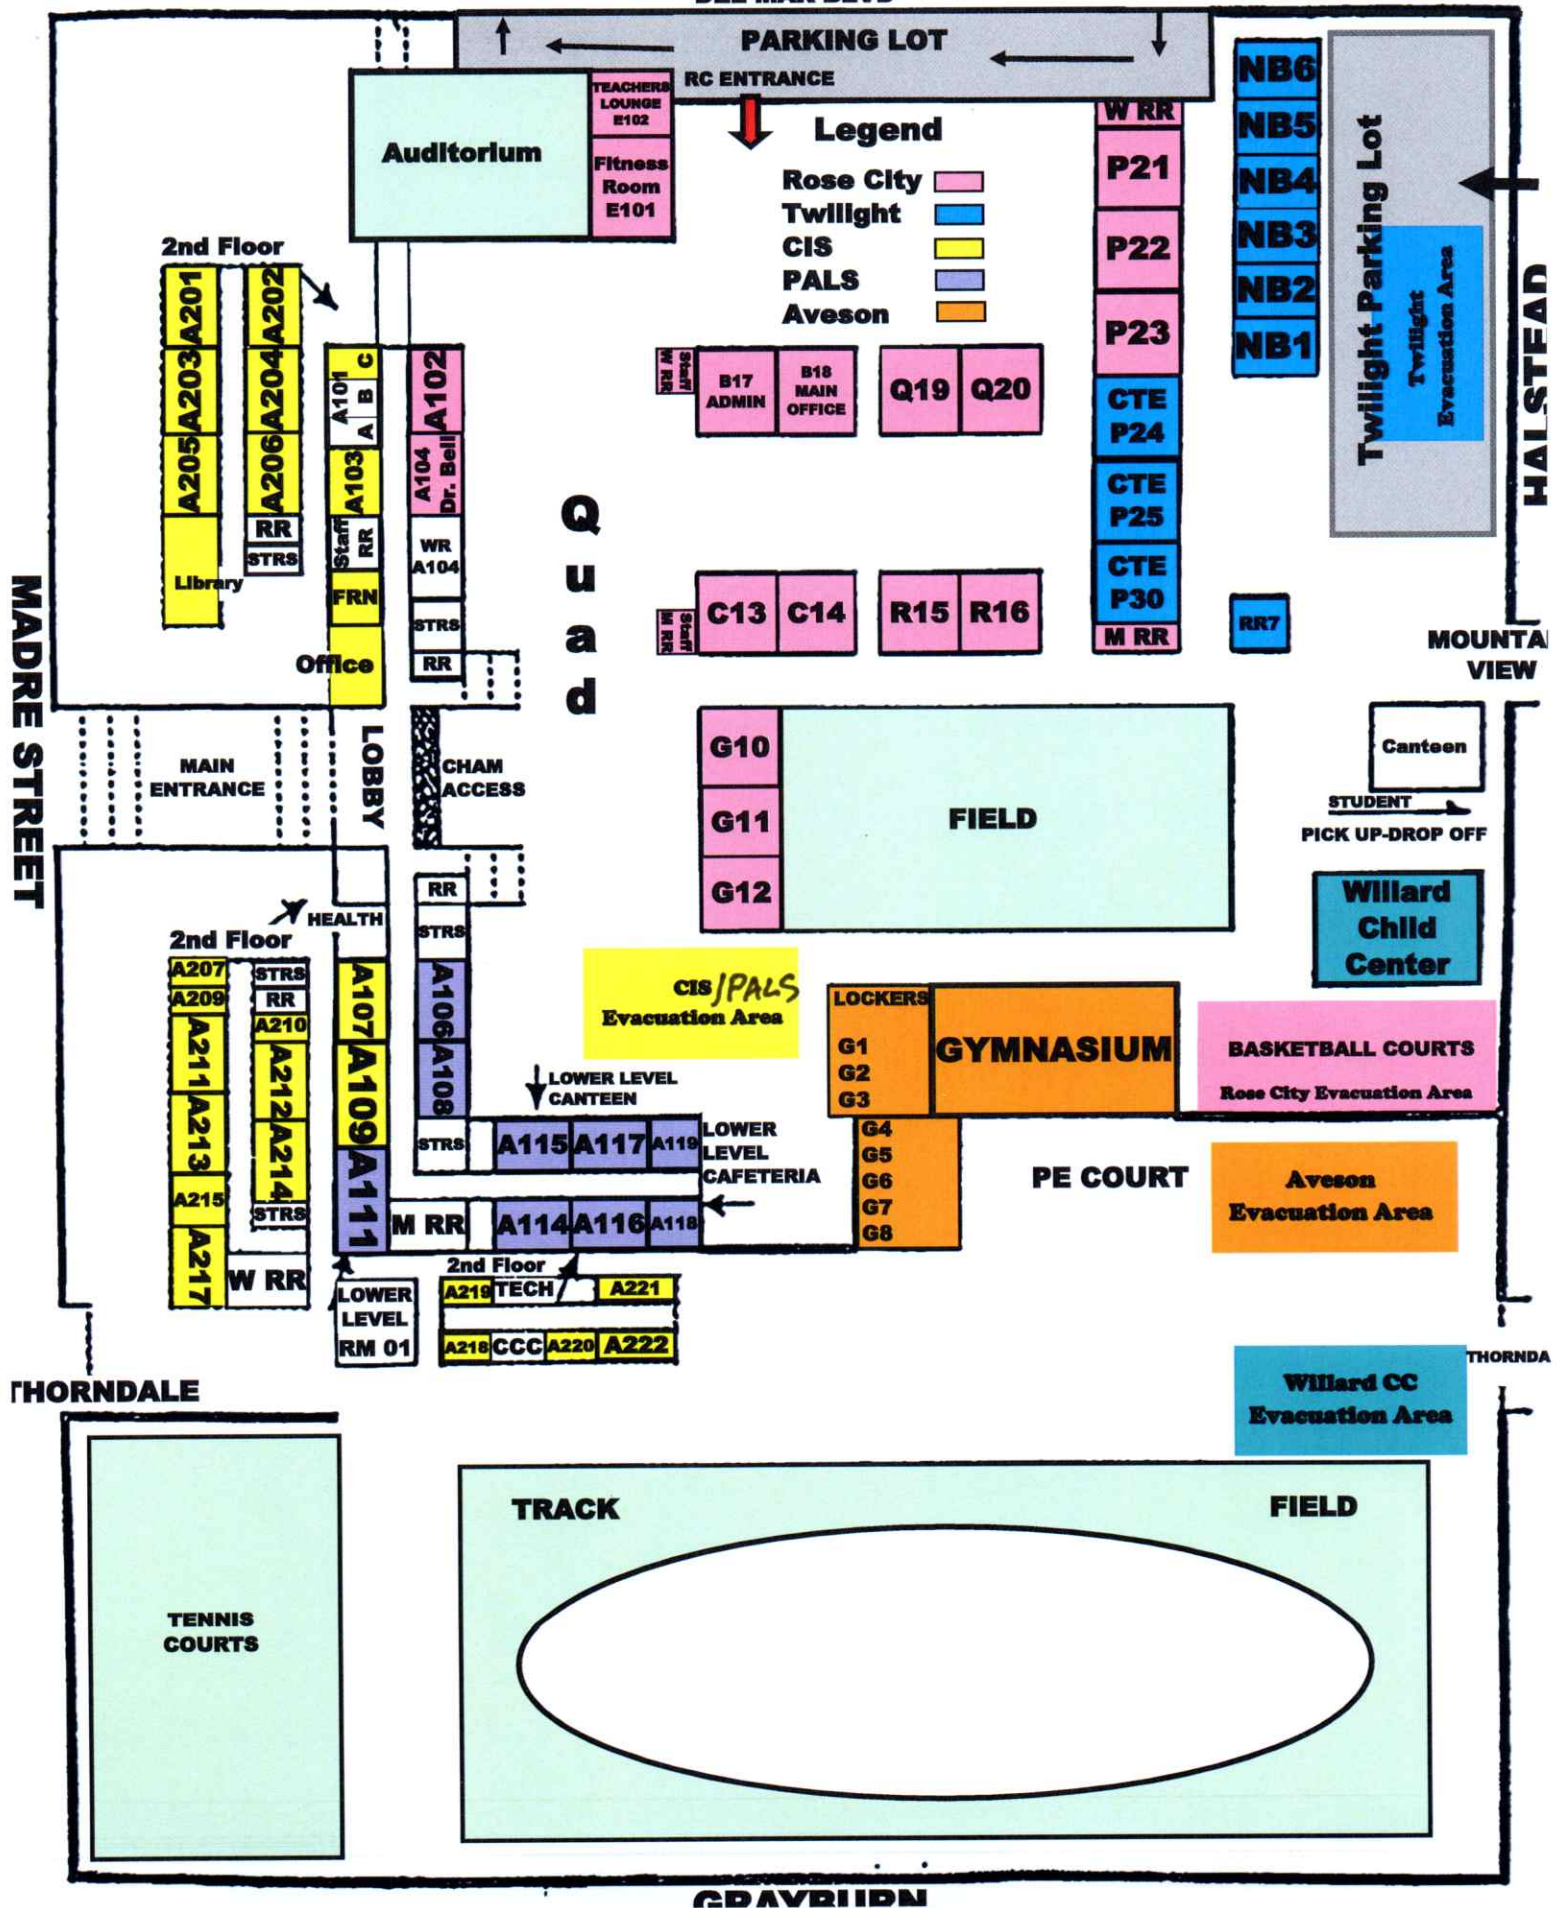 DEL MAR BLVD
PARKING LOT
RC ENTRANCE
TEACHERS
LOUNGE
E102
Auditorium
Fitness
Room
E101
Legend
Rose City
Twilight
CIS
PALS
Aveson
W RR
P21
P22
P23
CTE
P24
CTE
P25
CTE
P30
M RR
NB6
NB5
NB4
NB3
NB2
NB1
RR7
Twilight Parking Lot
Twilight
Evacuation Area
HALSTEAD
2nd Floor
A201
A202
A203
A204
A205
A206
RR
STRS
Library
A101
C
B
A
A103
Staff
RR
FRN
Office
A102
A104
Dr. Bell
WR
A104
STRS
RR
Staff
W RR
B17
ADMIN
B18
MAIN
OFFICE
Q19
Q20
Quad
Staff
M RR
C13
C14
R15
R16
MOUNTA
VIEW
MADRE STREET
MAIN
ENTRANCE
LOBBY
CHAM
ACCESS
G10
G11
G12
FIELD
Canteen
STUDENT
PICK UP-DROP OFF
Willard
Child
Center
HEALTH
RR
STRS
2nd Floor
A207
A209
A211
A213
A215
A217
STRS
RR
A210
A212
A214
STRS
W RR
A107
A109
A111
A106
A108
STRS
M RR
CIS/PALS
Evacuation Area
LOWER LEVEL
CANTEEN
A115
A117
A119
LOWER
LEVEL
CAFETERIA
A114
A116
A118
LOCKERS
G1
G2
G3
GYMNASIUM
G4
G5
G6
G7
G8
BASKETBALL COURTS
Rose City Evacuation Area
PE COURT
Aveson
Evacuation Area
LOWER
LEVEL
RM 01
2nd Floor
A219
TECH
A221
A218
CCC
A220
A222
THORNDALE
THORNDA
Willard CC
Evacuation Area
TRACK
FIELD
TENNIS
COURTS
GRAYBURN